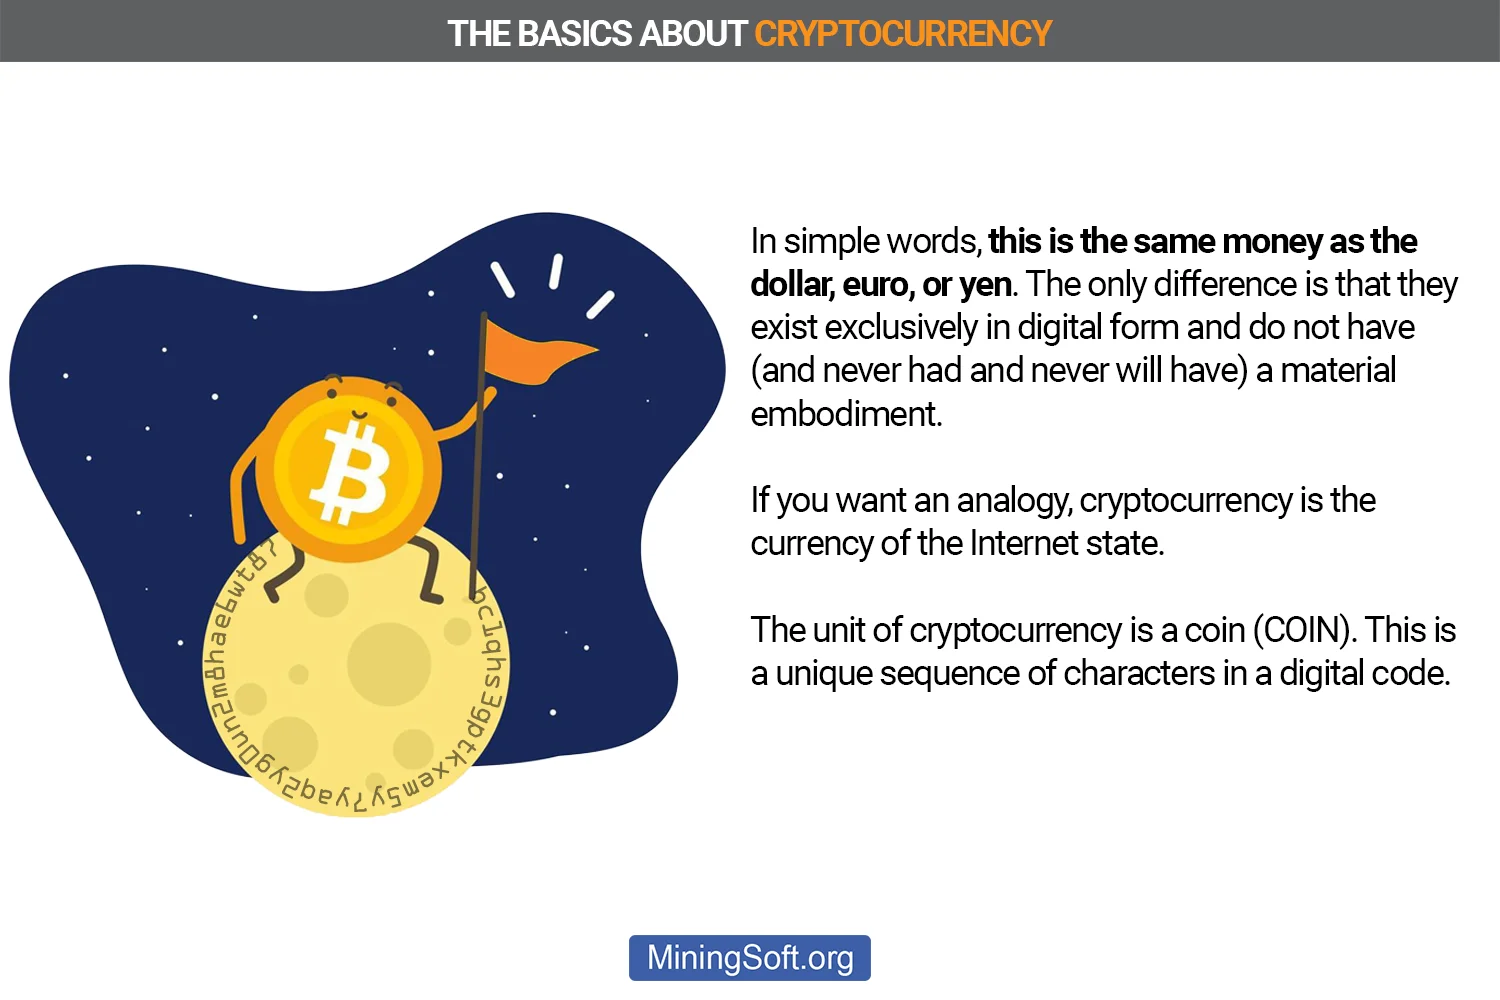 THE BASICS ABOUT CRYPTOCURRENCY
In simple words, this is the same money as the
dollar, euro, or yen. The only difference is that they
exist exclusively in digital form and do not have
(and never had and never will have) a material
embodiment.
If you want an analogy, cryptocurrency is the
currency of the Internet state.
The unit of cryptocurrency is a coin (COIN). This is
a unique sequence of characters in a digital code.
bc1qhs3gptkxem5y7yaq2yg0un2m8hae6wt87
MiningSoft.org